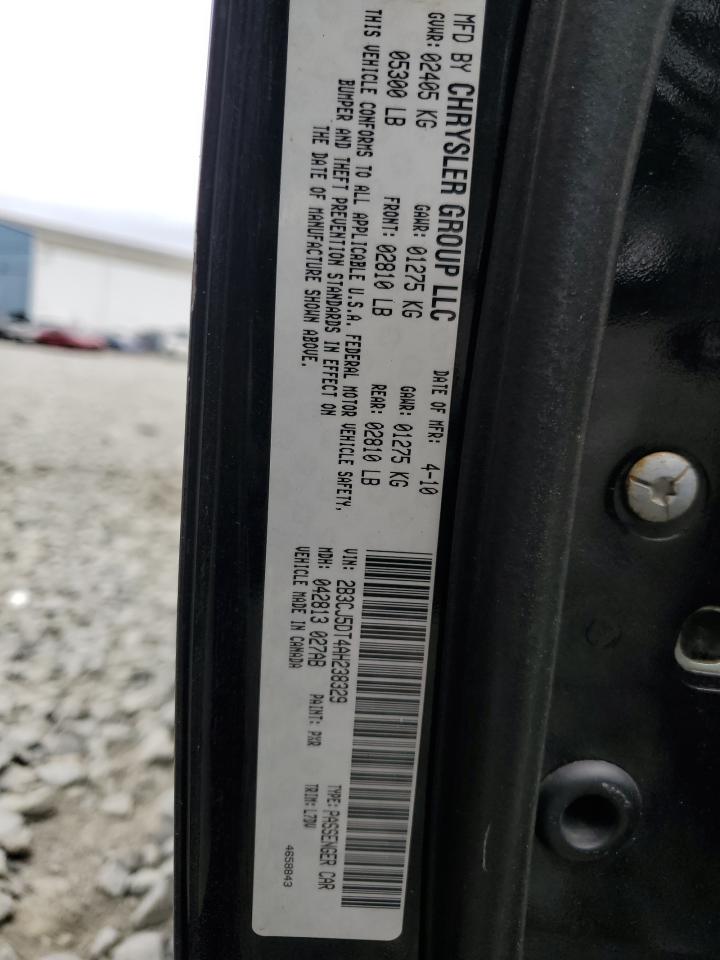 MFD BY CHRYSLER GROUP LLC
DATE OF MFR: 4-10
GVWR: 02405 KG GAWR: 01275 KG GAWR: 01275 KG
05300 LB FRONT: 02810 LB REAR: 02810 LB
THIS VEHICLE CONFORMS TO ALL APPLICABLE U.S.A. FEDERAL MOTOR VEHICLE SAFETY,
BUMPER AND THEFT PREVENTION STANDARDS IN EFFECT ON
THE DATE OF MANUFACTURE SHOWN ABOVE.
VIN: 2B3CJ5DT4AH238329 TYPE: PASSENGER CAR
MDH: 042813 027AB PAINT: PXR TRIM: L7DV
VEHICLE MADE IN CANADA
4658843